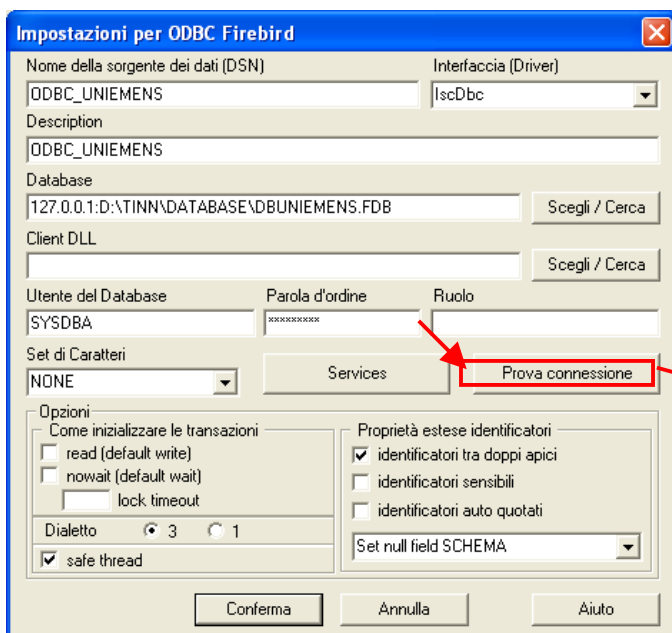 Impostazioni per ODBC Firebird
Nome della sorgente dei dati (DSN) Interfaccia (Driver)
ODBC_UNIEMENS IscDbc
Description
ODBC_UNIEMENS
Database
127.0.0.1:D:\TINN\DATABASE\DBUNIEMENS.FDB Scegli / Cerca
Client DLL
Scegli / Cerca
Utente del Database Parola d'ordine Ruolo
SYSDBA ×××××××××
Set di Caratteri
NONE Services Prova connessione
Opzioni
Come inizializzare le transazioni Proprietà estese identificatori
read (default write) identificatori tra doppi apici
nowait (default wait) identificatori sensibili
lock timeout identificatori auto quotati
Dialetto 3 1
safe thread Set null field SCHEMA
Conferma Annulla Aiuto